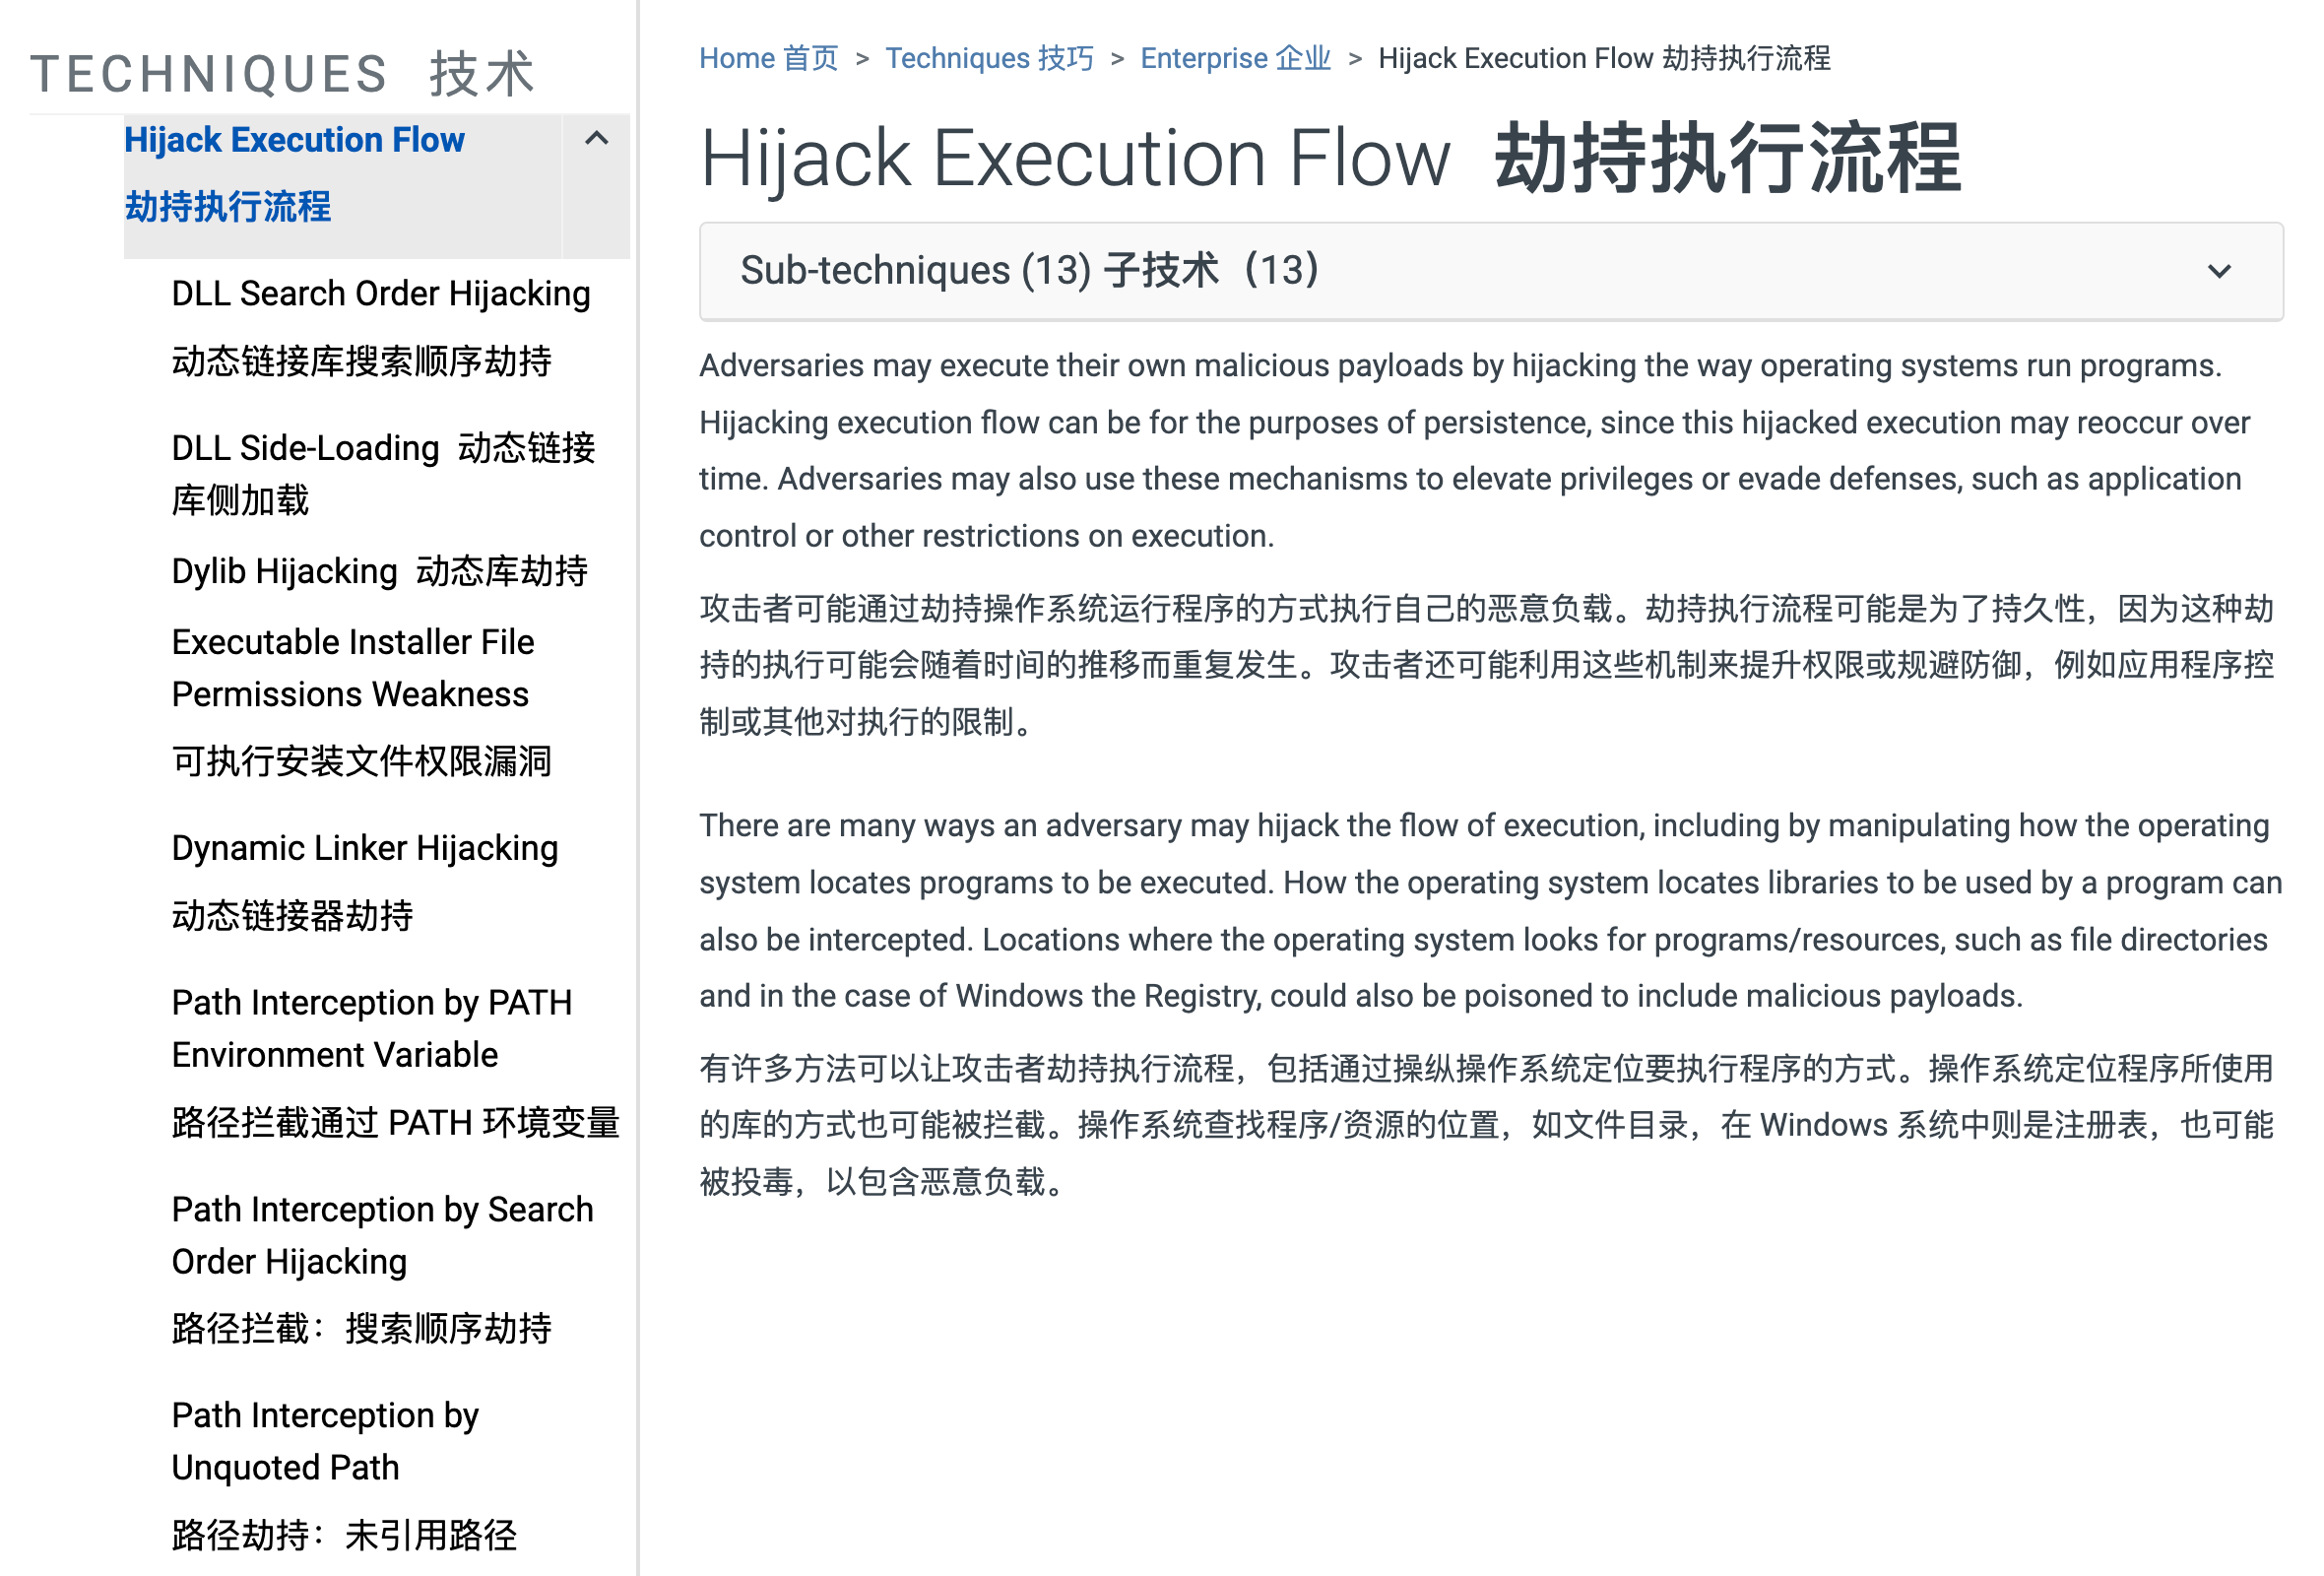 TECHNIQUES 技术
Hijack Execution Flow
劫持执行流程
DLL Search Order Hijacking
动态链接库搜索顺序劫持
DLL Side-Loading 动态链接
库侧加载
Dylib Hijacking 动态库劫持
Executable Installer File
Permissions Weakness
可执行安装文件权限漏洞
Dynamic Linker Hijacking
动态链接器劫持
Path Interception by PATH
Environment Variable
路径拦截通过 PATH 环境变量
Path Interception by Search
Order Hijacking
路径拦截：搜索顺序劫持
Path Interception by
Unquoted Path
路径劫持：未引用路径
Home 首页 > Techniques 技巧 > Enterprise 企业 > Hijack Execution Flow 劫持执行流程
Hijack Execution Flow 劫持执行流程
Sub-techniques (13) 子技术（13）
Adversaries may execute their own malicious payloads by hijacking the way operating systems run programs.
Hijacking execution flow can be for the purposes of persistence, since this hijacked execution may reoccur over
time. Adversaries may also use these mechanisms to elevate privileges or evade defenses, such as application
control or other restrictions on execution.
攻击者可能通过劫持操作系统运行程序的方式执行自己的恶意负载。劫持执行流程可能是为了持久性，因为这种劫
持的执行可能会随着时间的推移而重复发生。攻击者还可能利用这些机制来提升权限或规避防御，例如应用程序控
制或其他对执行的限制。
There are many ways an adversary may hijack the flow of execution, including by manipulating how the operating
system locates programs to be executed. How the operating system locates libraries to be used by a program can
also be intercepted. Locations where the operating system looks for programs/resources, such as file directories
and in the case of Windows the Registry, could also be poisoned to include malicious payloads.
有许多方法可以让攻击者劫持执行流程，包括通过操纵操作系统定位要执行程序的方式。操作系统定位程序所使用
的库的方式也可能被拦截。操作系统查找程序/资源的位置，如文件目录，在 Windows 系统中则是注册表，也可能
被投毒，以包含恶意负载。